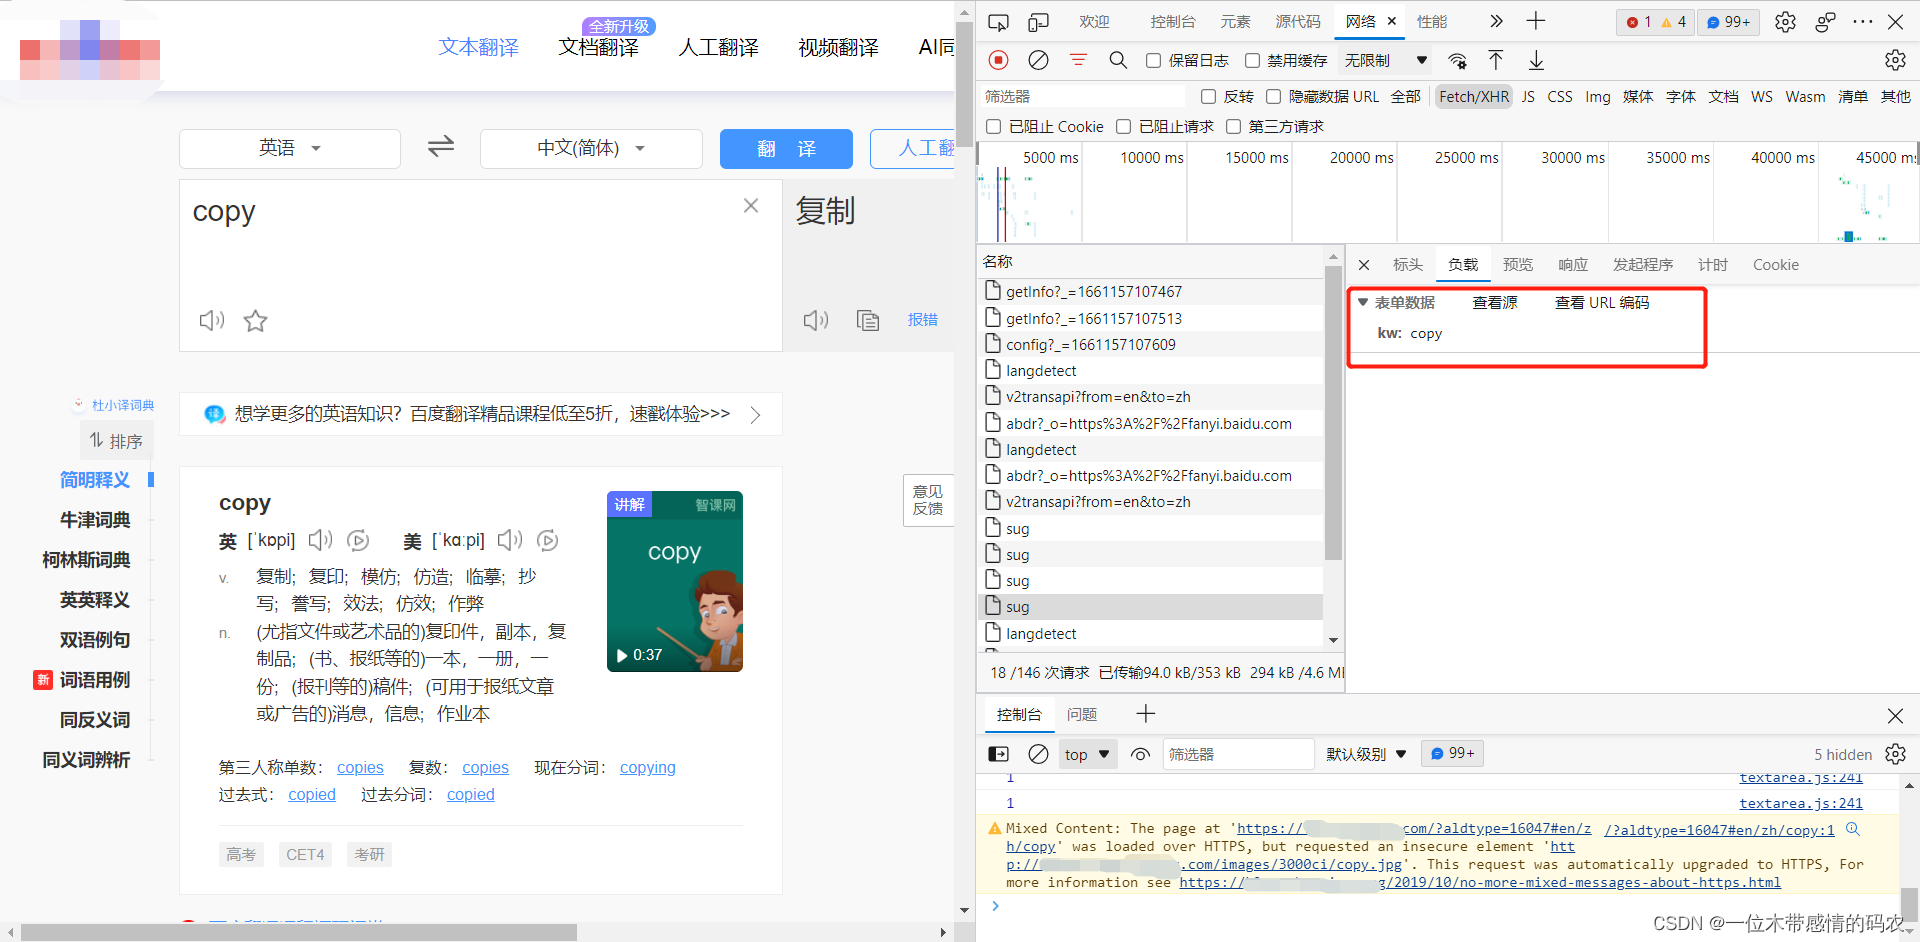 全新升级
文本翻译 文档翻译 人工翻译 视频翻译 AI同
英语 中文(简体) 翻 译 人工翻
copy
复制
报错
杜小译词典
排序
简明释义
牛津词典
柯林斯词典
英英释义
双语例句
新 词语用例
同反义词
同义词辨析
想学更多的英语知识？百度翻译精品课程低至5折，速戳体验>>>
copy
英 [ˈkɒpi] 美 [ˈkɑːpi]
v. 复制；复印；模仿；仿造；临摹；抄
写；誊写；效法；仿效；作弊
n. (尤指文件或艺术品的)复印件，副本，复
制品；(书、报纸等的)一本，一册，一
份；(报刊等的)稿件；(可用于报纸文章
或广告的)消息，信息；作业本
讲解 智课网
copy
0:37
第三人称单数： copies 复数： copies 现在分词： copying
过去式： copied 过去分词： copied
高考 CET4 考研
意见
反馈
欢迎 控制台 元素 源代码 网络 性能 1 4 99+
保留日志 禁用缓存 无限制
筛选器 反转 隐藏数据 URL 全部 Fetch/XHR JS CSS Img 媒体 字体 文档 WS Wasm 清单 其他
已阻止 Cookie 已阻止请求 第三方请求
5000 ms 10000 ms 15000 ms 20000 ms 25000 ms 30000 ms 35000 ms 40000 ms 45000 ms
名称
getInfo?_=1661157107467
getInfo?_=1661157107513
config?_=1661157107609
langdetect
v2transapi?from=en&to=zh
abdr?_o=https%3A%2F%2Ffanyi.baidu.com
langdetect
abdr?_o=https%3A%2F%2Ffanyi.baidu.com
v2transapi?from=en&to=zh
sug
sug
sug
sug
langdetect
18 /146 次请求 已传输94.0 kB/353 kB 294 kB /4.6 M
标头 负载 预览 响应 发起程序 计时 Cookie
表单数据 查看源 查看 URL 编码
kw: copy
控制台 问题
top 筛选器 默认级别 99+ 5 hidden
1 textarea.js:241
1 textarea.js:241
Mixed Content: The page at 'https:// com/?aldtype=16047#en/z /?aldtype=16047#en/zh/copy:1
h/copy' was loaded over HTTPS, but requested an insecure element 'htt
p:// .com/images/3000ci/copy.jpg'. This request was automatically upgraded to HTTPS, For
more information see https:// g/2019/10/no-more-mixed-messages-about-https.html
CSDN @一位木带感情的码农